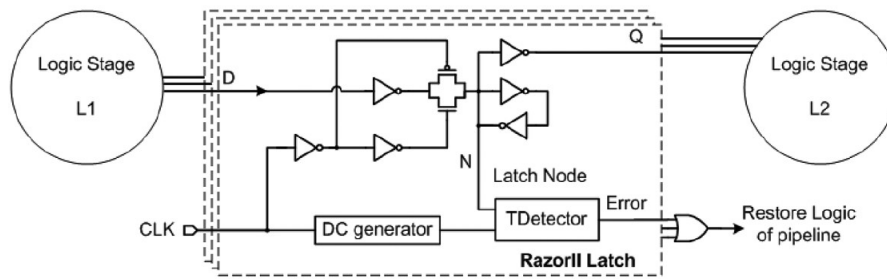 Logic Stage
L1
D
Q
Logic Stage
L2
N
Latch Node
CLK
DC generator
TDetector
Error
Restore Logic
of pipeline
RazorII Latch